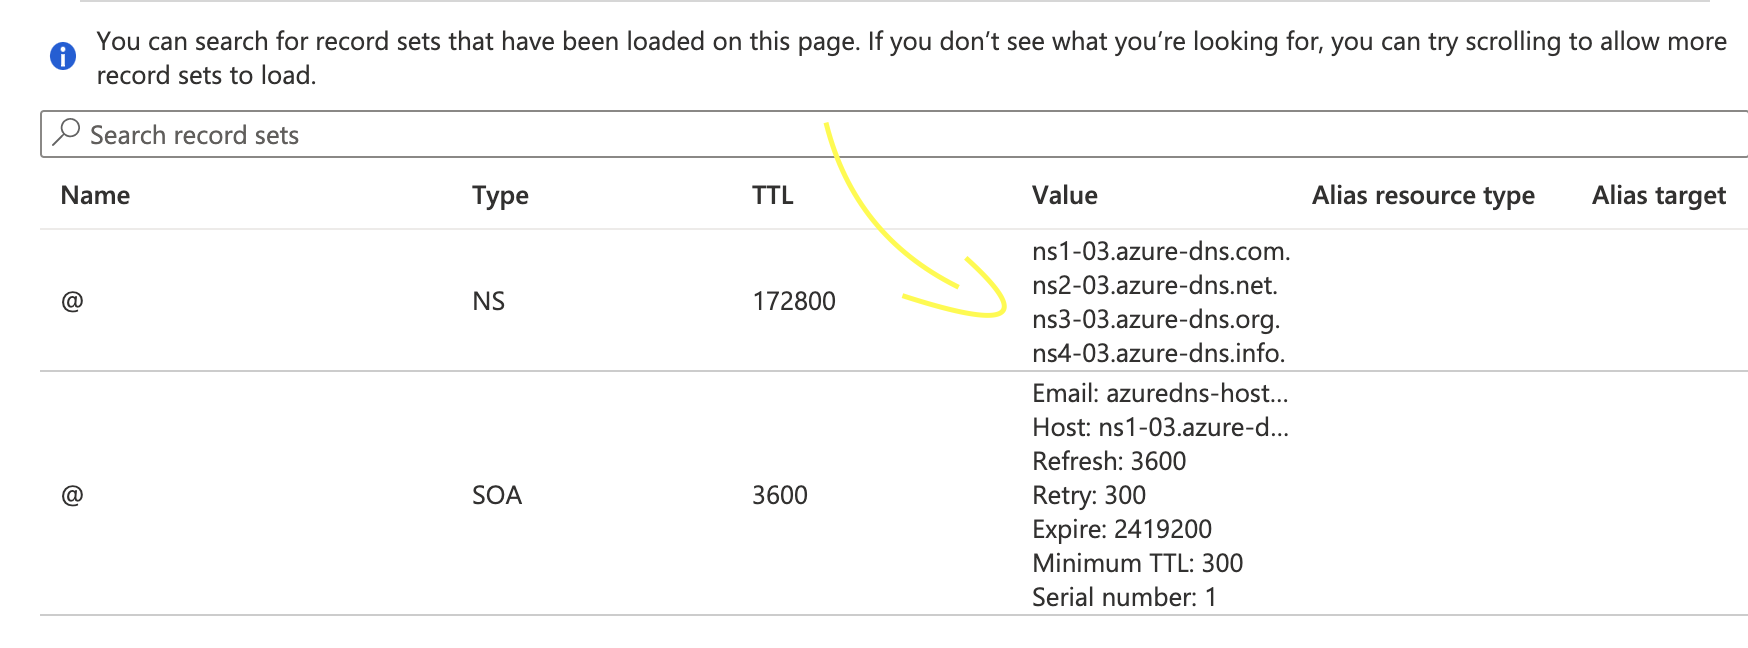 You can search for record sets that have been loaded on this page. If you don't see what you're looking for, you can try scrolling to allow more
record sets to load.
Search record sets
Name Type TTL Value Alias resource type Alias target
@ NS 172800 ns1-03.azure-dns.com.
ns2-03.azure-dns.net.
ns3-03.azure-dns.org.
ns4-03.azure-dns.info.
@ SOA 3600 Email: azuredns-host...
Host: ns1-03.azure-d...
Refresh: 3600
Retry: 300
Expire: 2419200
Minimum TTL: 300
Serial number: 1